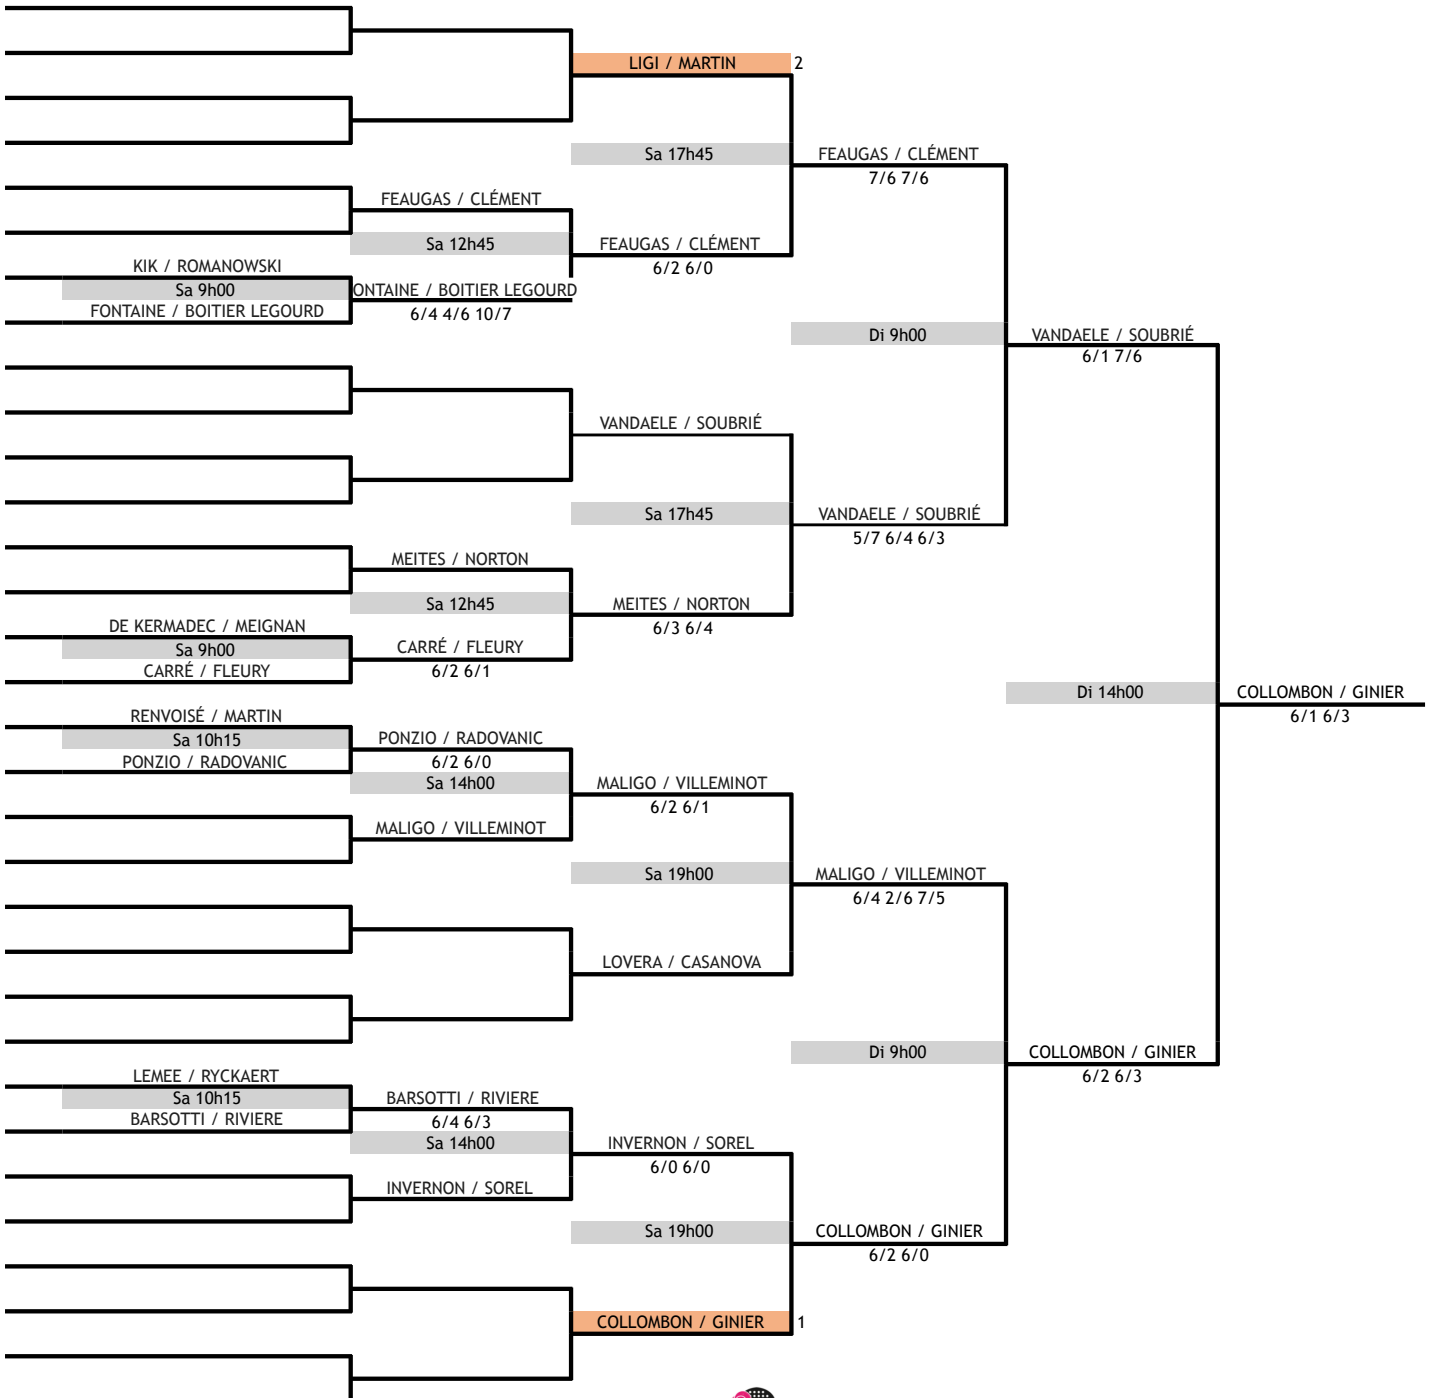 LIGI / MARTIN 2
Sa 17h45 FEAUGAS / CLÉMENT
7/6 7/6
FEAUGAS / CLÉMENT
Sa 12h45 FEAUGAS / CLÉMENT
KIK / ROMANOWSKI 6/2 6/0
Sa 9h00 ONTAINE / BOITIER LEGOURD
FONTAINE / BOITIER LEGOURD 6/4 4/6 10/7
Di 9h00 VANDAELE / SOUBRIÉ
6/1 7/6
VANDAELE / SOUBRIÉ
Sa 17h45 VANDAELE / SOUBRIÉ
5/7 6/4 6/3
MEITES / NORTON
Sa 12h45 MEITES / NORTON
DE KERMADEC / MEIGNAN 6/3 6/4
Sa 9h00 CARRÉ / FLEURY
CARRÉ / FLEURY 6/2 6/1
Di 14h00 COLLOMBON / GINIER
RENVOISÉ / MARTIN 6/1 6/3
Sa 10h15 PONZIO / RADOVANIC
PONZIO / RADOVANIC 6/2 6/0
Sa 14h00 MALIGO / VILLEMINOT
6/2 6/1
MALIGO / VILLEMINOT
Sa 19h00 MALIGO / VILLEMINOT
6/4 2/6 7/5
LOVERA / CASANOVA
Di 9h00 COLLOMBON / GINIER
LEMEE / RYCKAERT 6/2 6/3
Sa 10h15 BARSOTTI / RIVIERE
BARSOTTI / RIVIERE 6/4 6/3
Sa 14h00 INVERNON / SOREL
6/0 6/0
INVERNON / SOREL
Sa 19h00 COLLOMBON / GINIER
6/2 6/0
COLLOMBON / GINIER 1